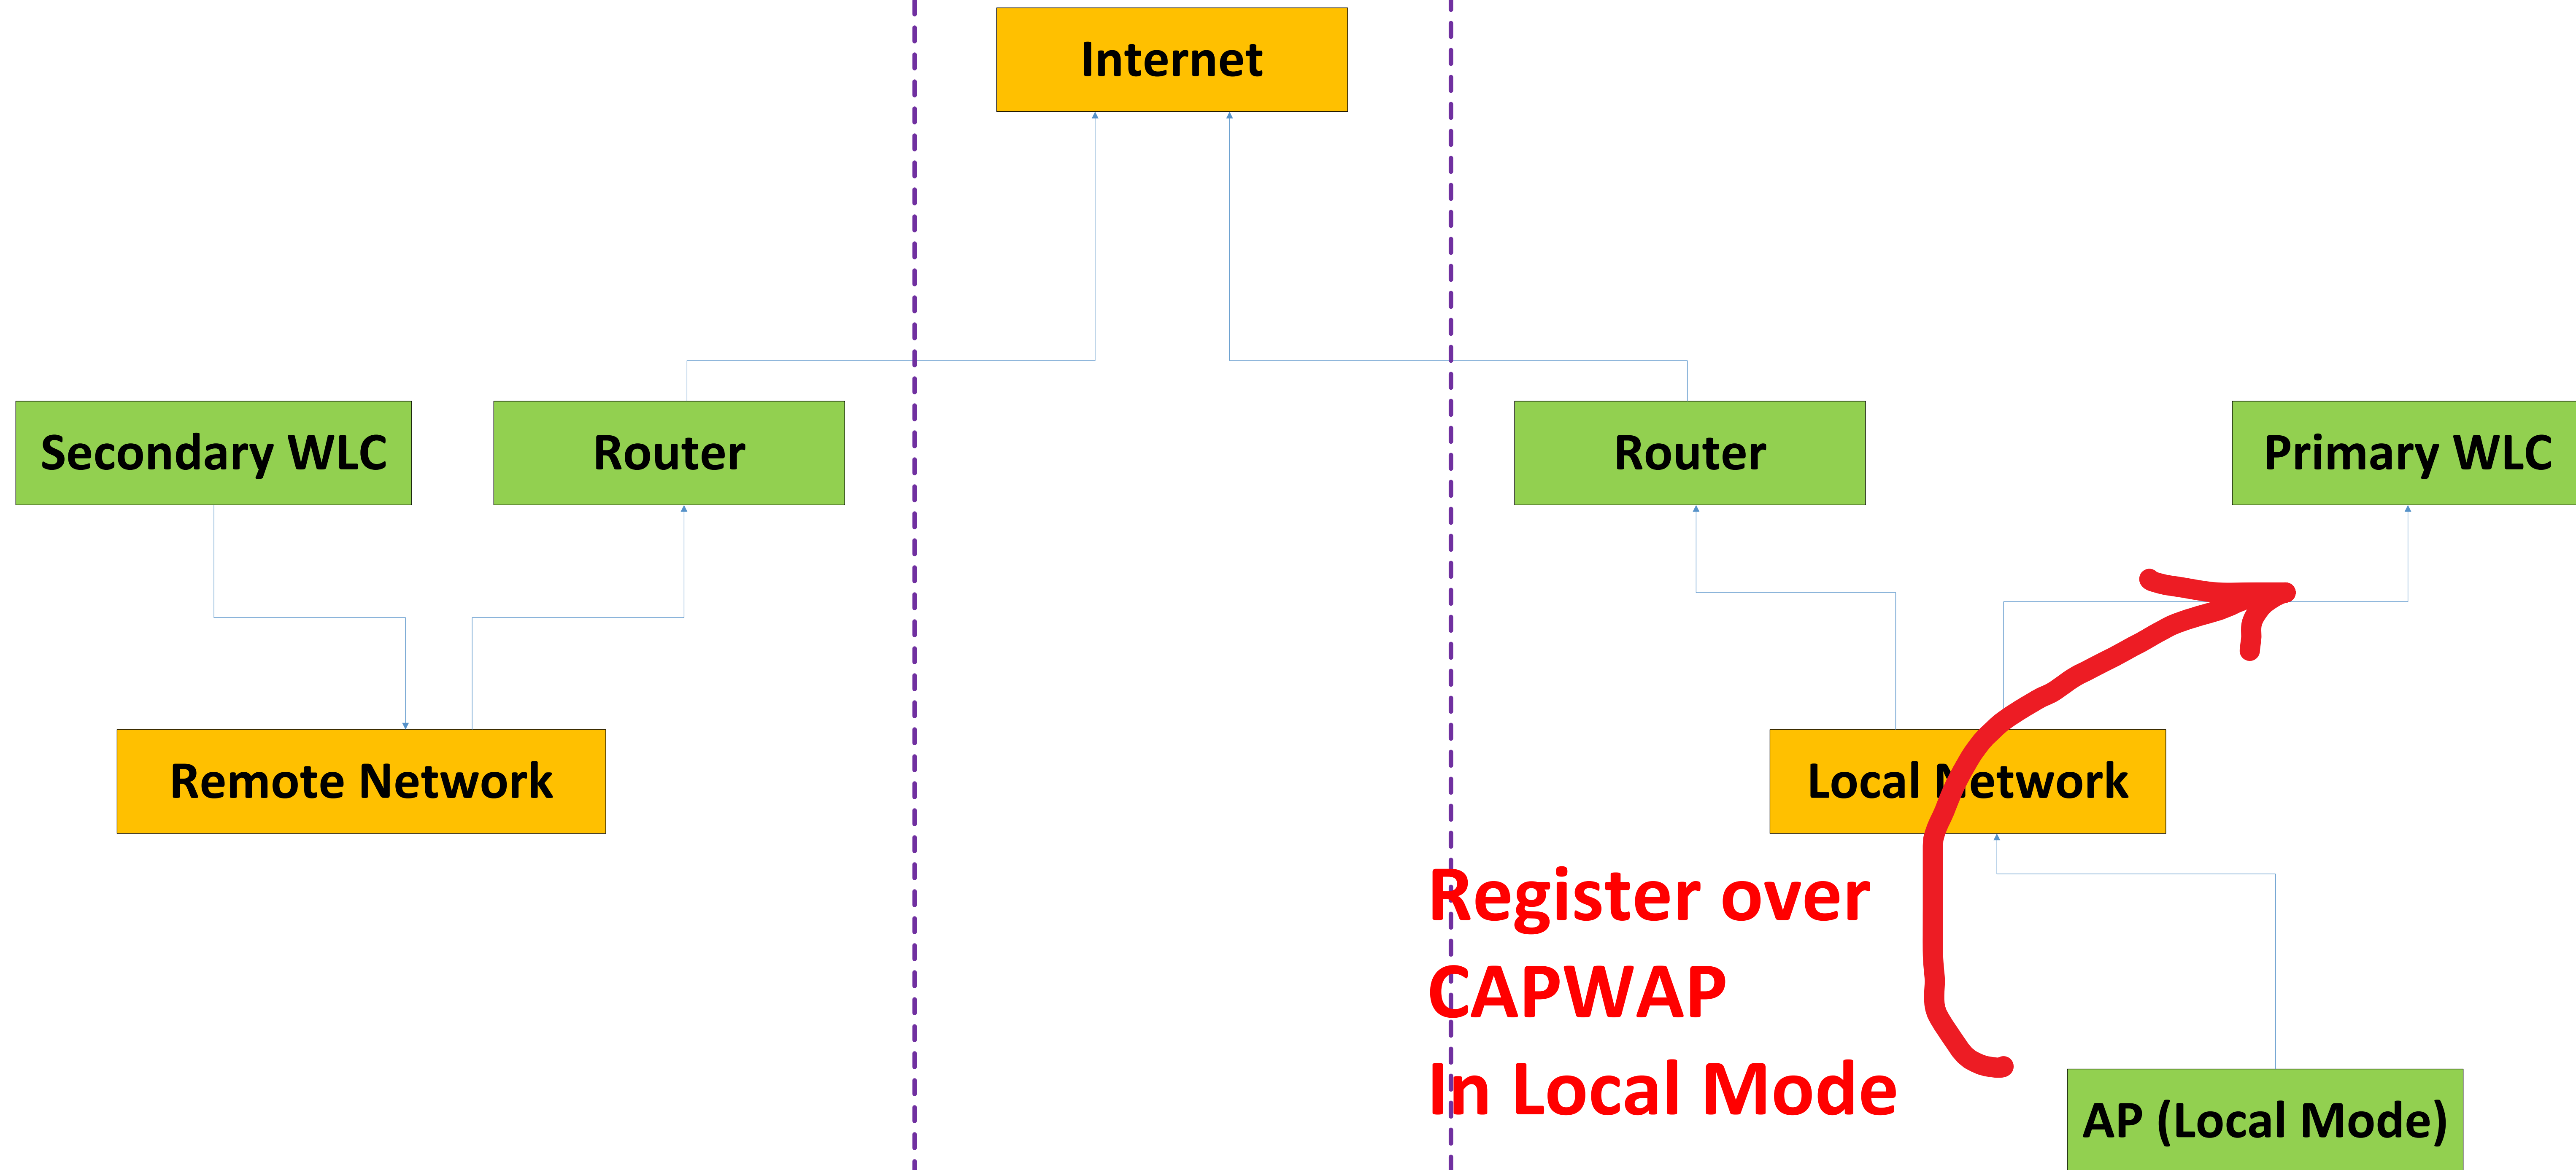 Internet
Secondary WLC
Router
Router
Primary WLC
Remote Network
Local Network
Register over
CAPWAP
In Local Mode
AP (Local Mode)